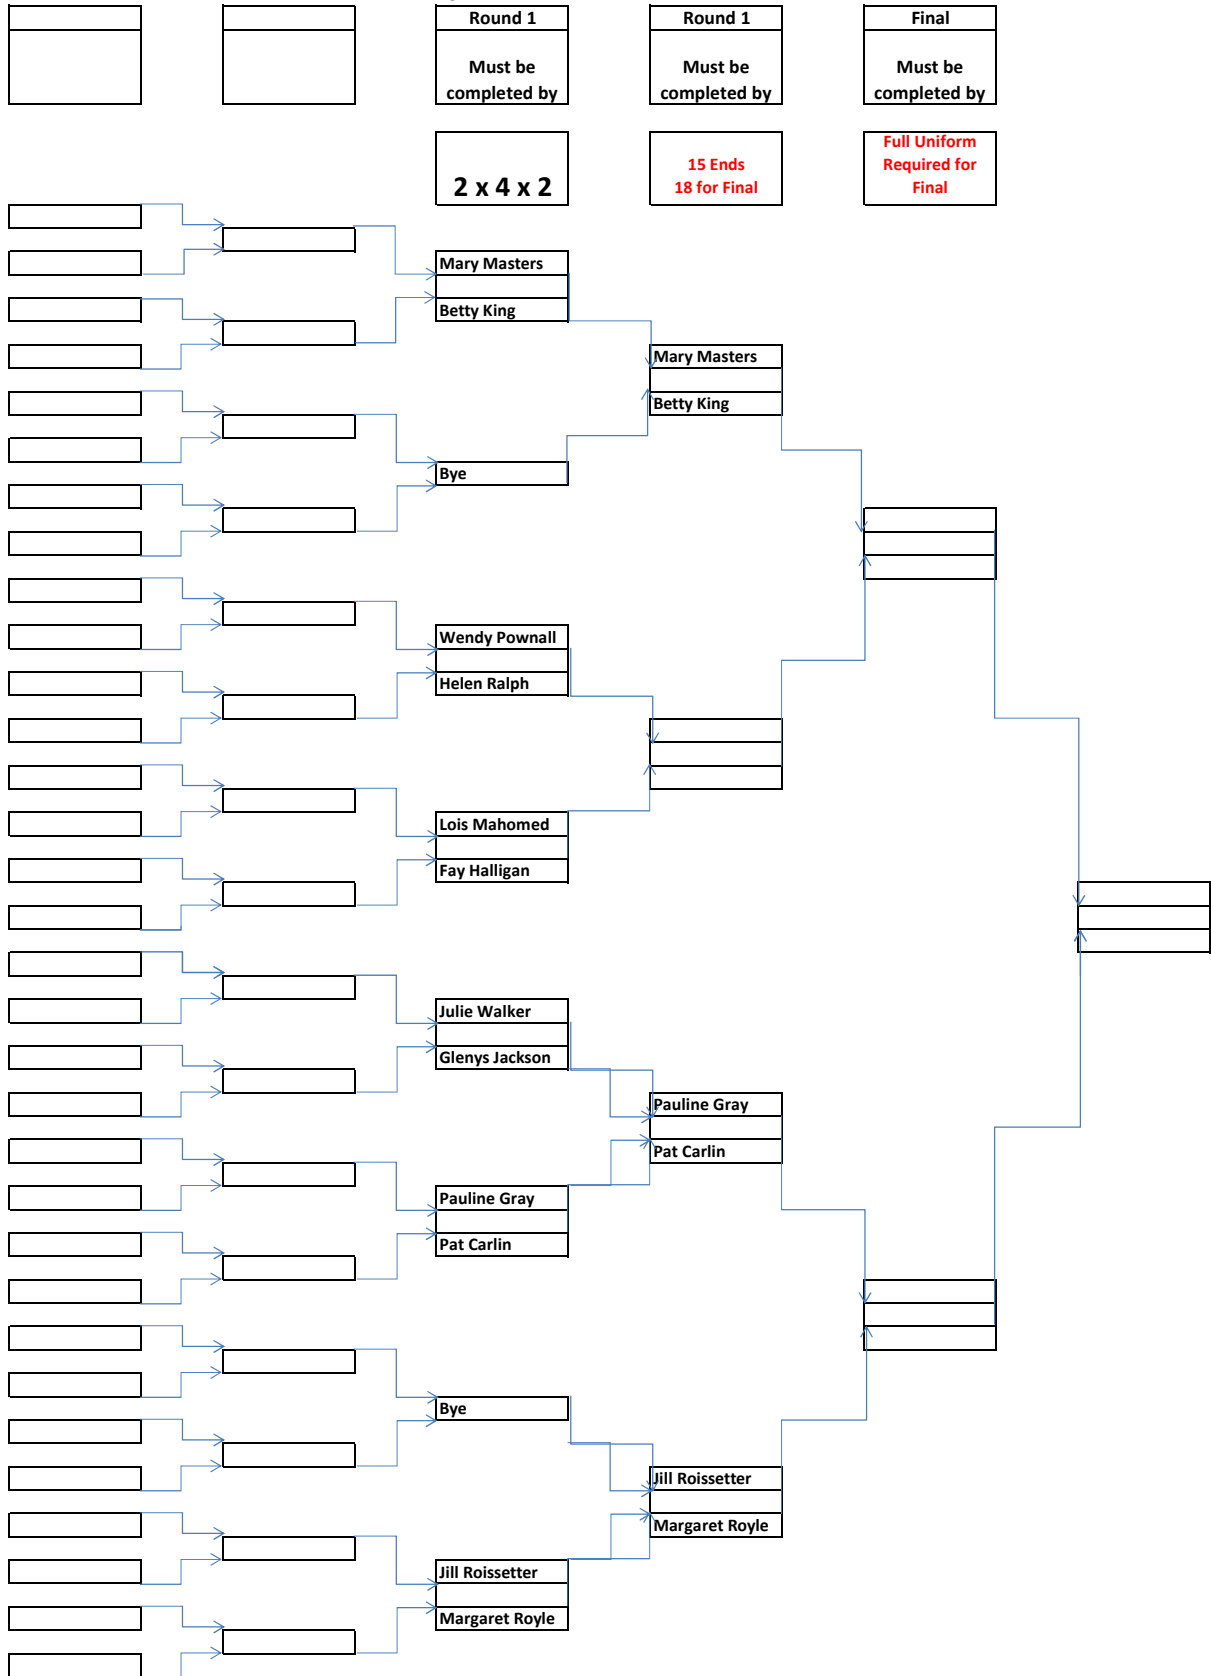 Round 1
Round 1
Final
Must be
completed by
Must be
completed by
Must be
completed by
2 x 4 x 2
15 Ends
18 for Final
Full Uniform
Required for
Final
Mary Masters
Betty King
Mary Masters
Betty King
Bye
Wendy Pownall
Helen Ralph
Lois Mahomed
Fay Halligan
Julie Walker
Glenys Jackson
Pauline Gray
Pat Carlin
Pauline Gray
Pat Carlin
Bye
Jill Roissetter
Margaret Royle
Jill Roissetter
Margaret Royle